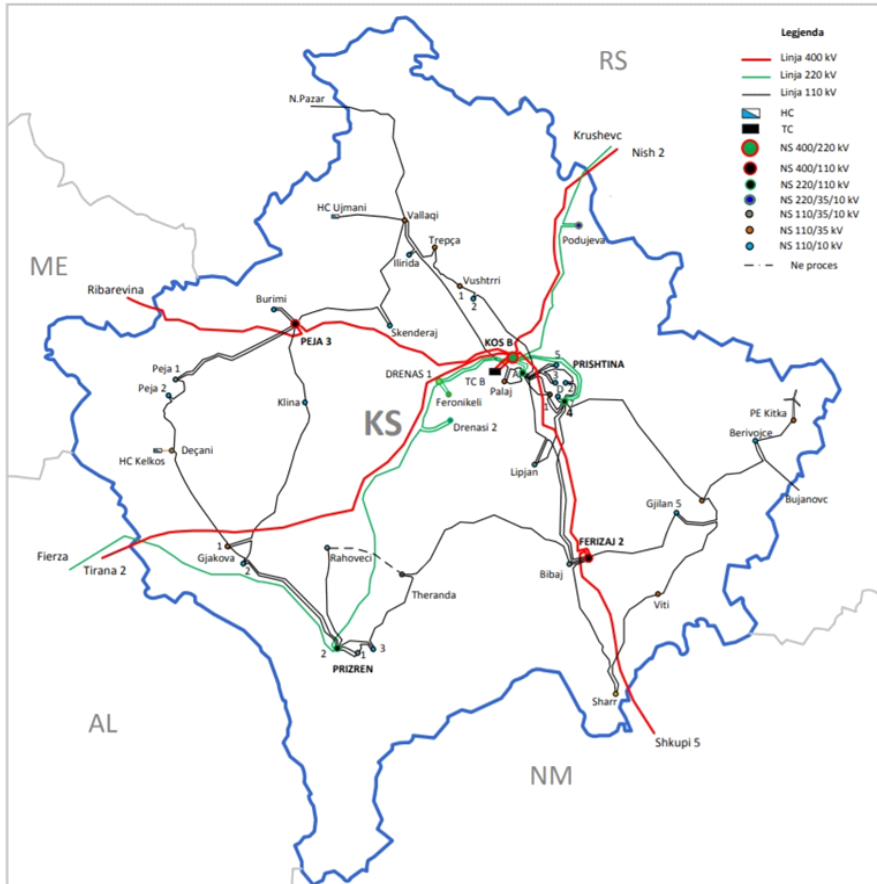 Legjenda
Linja 400 kV
Linja 220 kV
Linja 110 kV
HC
TC
NS 400/220 kV
NS 400/110 kV
NS 220/110 kV
NS 220/35/10 kV
NS 110/35/10 kV
NS 110/35 kV
NS 110/10 kV
Ne proces
RS
N.Pazar
Krushevc
Nish 2
HC Ujmani
Vallaqi
Trepça
Ilirida
Podujeva
ME
Vushtrri
1
2
Ribarevina
Burimi
PEJA 3
Skenderaj
KOS B
PRISHTINA
5
Peja 1
Peja 2
DRENAS 1
TC B
A
Palaj
3
2
D
1
4
Feronikeli
Klina
KS
Drenasi 2
PE Kitka
Berivojce
Deçani
HC Kelkos
Lipjan
Bujanovc
Gjilan 5
Fierza
Tirana 2
1
Gjakova
2
Rahoveci
FERIZAJ 2
Bibaj
Theranda
Viti
2
1
3
PRIZREN
Sharr
AL
NM
Shkupi 5